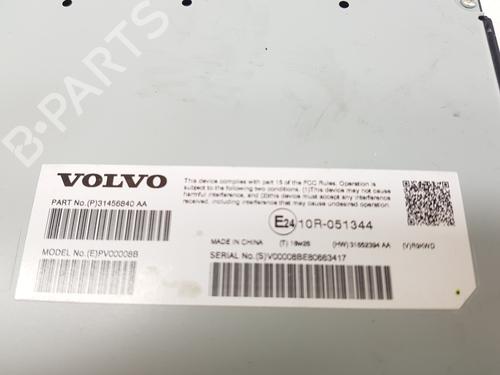 B-PARTS
VOLVO
PART No.(P)31456840 AA
MODEL No.(E)PV00008B
This device complies with part 15 of the FCC Rules. Operation is
subject to the following two conditions. (1)This device may not cause
harmful interference, and (2)this device must accept any interference
received, including interference that may cause undesired operation.
E24 10R-051344
MADE IN CHINA (T) 18w26 (HW) 31652394 AA (V)R9KWG
SERIAL No.(S)V00008BE80663417